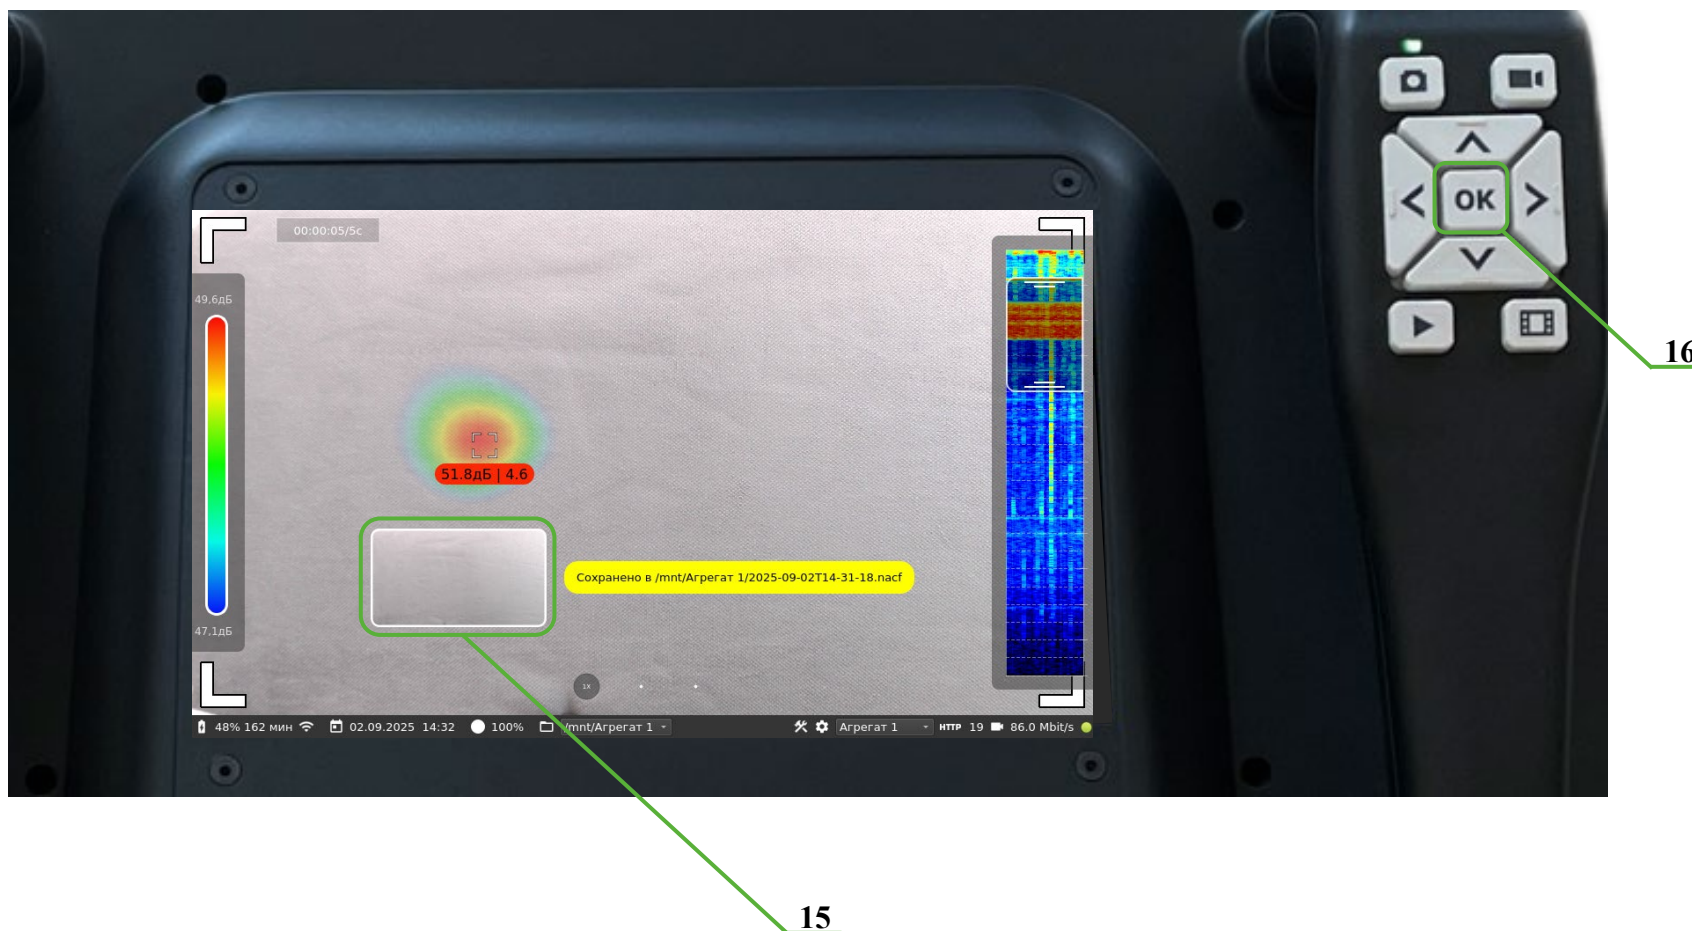 00:00:05/5с
49,6дБ
51.8дБ | 4.6
Сохранено в /mnt/Агрегат 1/2025-09-02T14-31-18.nacf
47,1дБ
1X
48% 162 мин 02.09.2025 14:32 100% /mnt/Агрегат 1 Агрегат 1 HTTP 19 86.0 Mbit/s
OK
16
15